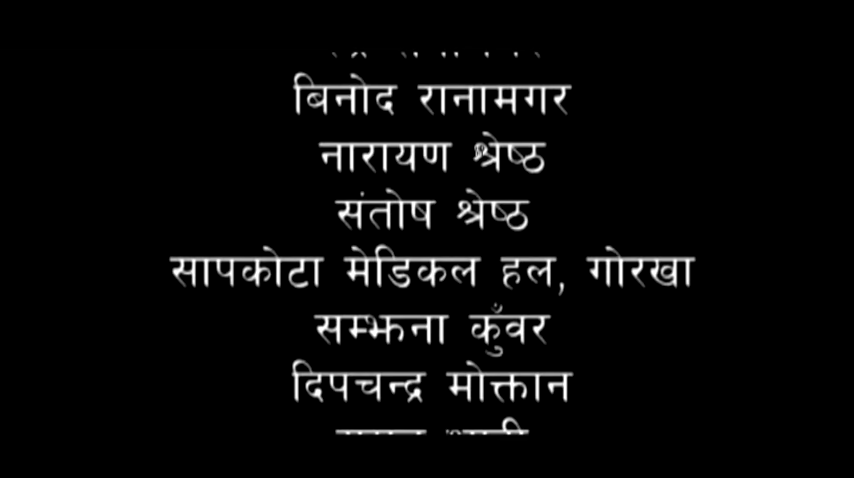 बिनोद रानामगर
नारायण श्रेष्ठ
संतोष श्रेष्ठ
सापकोटा मेडिकल हल, गोरखा
सम्झना कुँवर
दिपचन्द्र मोक्तान